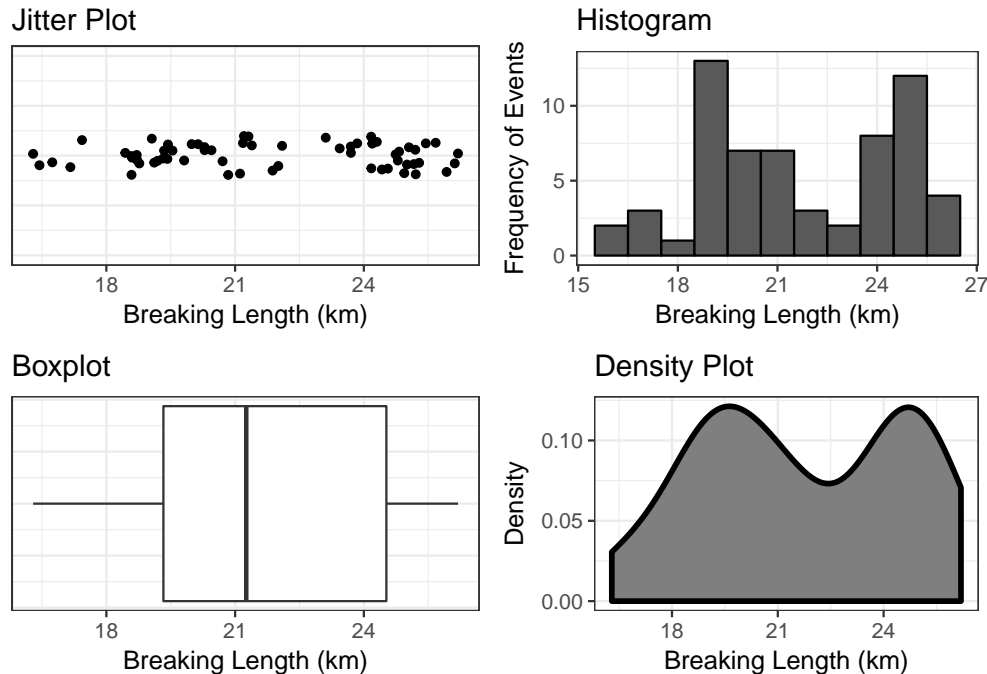 Jitter Plot
18 21 24
Breaking Length (km)
Histogram
Frequency of Events
10
5
0
15 18 21 24 27
Breaking Length (km)
Boxplot
18 21 24
Breaking Length (km)
Density Plot
Density
0.10
0.05
0.00
18 21 24
Breaking Length (km)